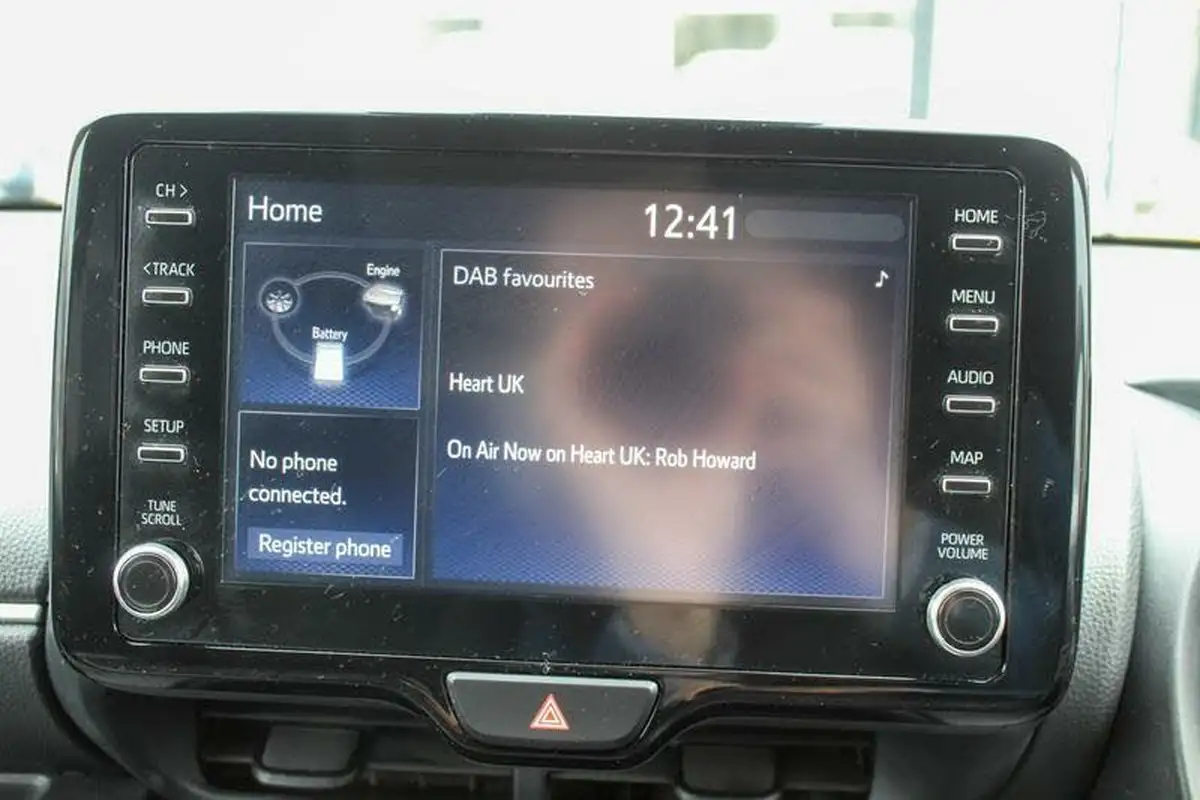 CH >
<TRACK
PHONE
SETUP
TUNE
SCROLL
Home
12:41
Engine
Battery
No phone
connected.
Register phone
DAB favourites
Heart UK
On Air Now on Heart UK: Rob Howard
HOME
MENU
AUDIO
MAP
POWER
VOLUME